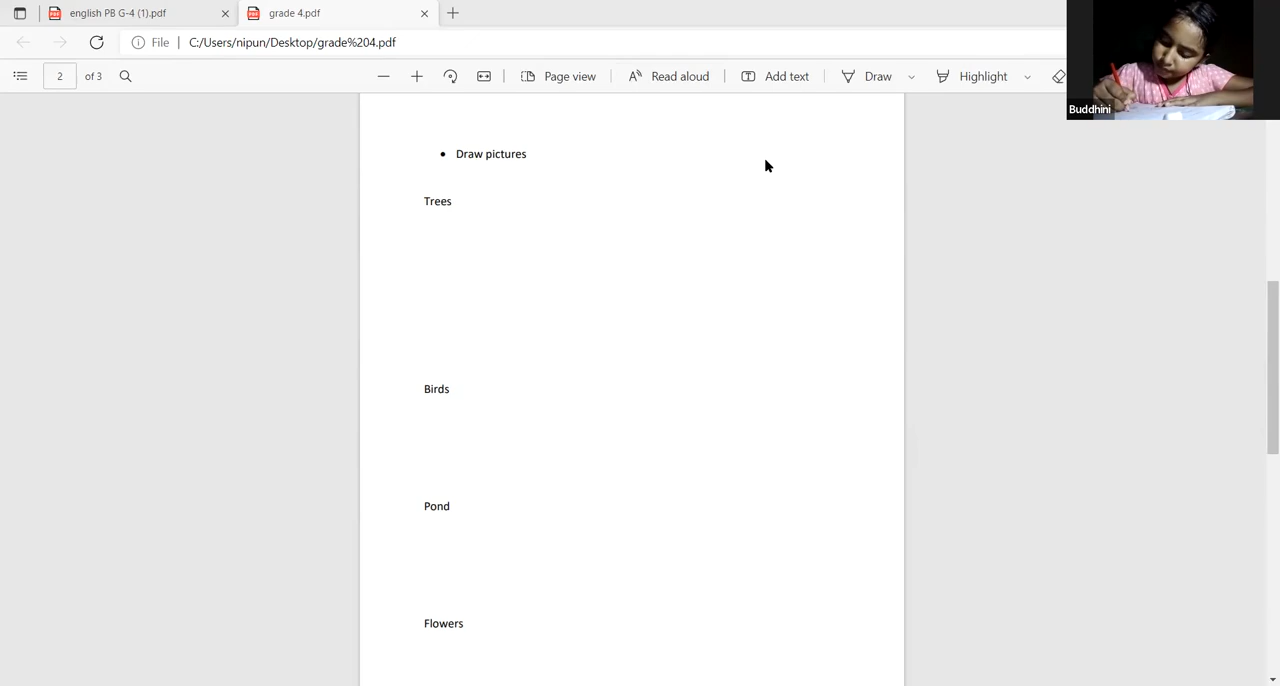 english PB G-4 (1).pdf
grade 4.pdf
File
C:/Users/nipun/Desktop/grade%204.pdf
2
of 3
Page view
A
Read aloud
T
Add text
Draw
Highlight
Buddhini
• Draw pictures
Trees
Birds
Pond
Flowers